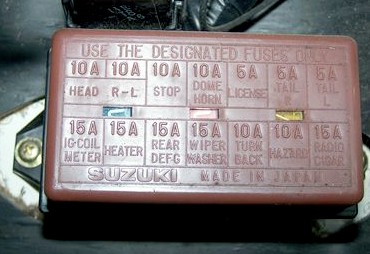 USE THE DESIGNATED FUSES ONLY
10A 10A 10A 10A 5A 5A 5A
HEAD R-L STOP DOME HORN LICENSE TAIL R TAIL L
15A 15A 15A 15A 10A 10A 15A
IG·COIL METER HEATER REAR DEFG WIPER WASHER TURN BACK HAZARD RADIO CIGAR
SUZUKI MADE IN JAPAN